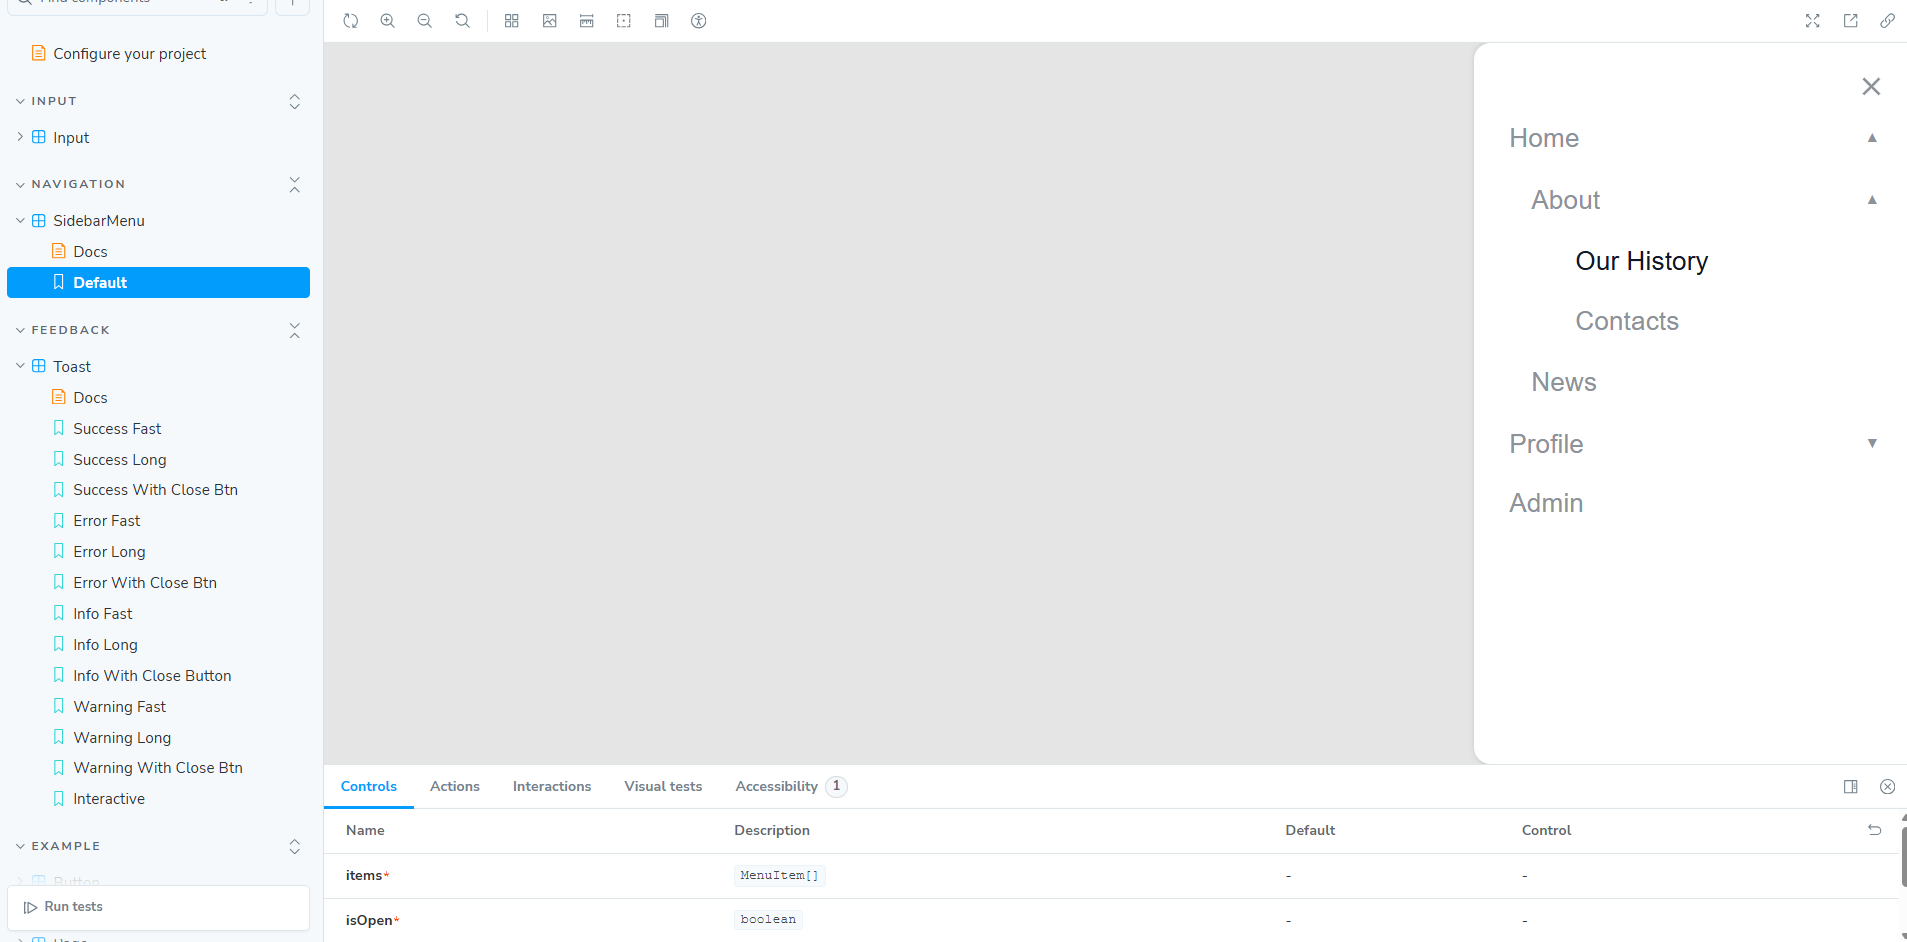 Find components
Configure your project
INPUT
Input
NAVIGATION
SidebarMenu
Docs
Default
FEEDBACK
Toast
Docs
Success Fast
Success Long
Success With Close Btn
Error Fast
Error Long
Error With Close Btn
Info Fast
Info Long
Info With Close Button
Warning Fast
Warning Long
Warning With Close Btn
Interactive
EXAMPLE
Button
Run tests
Home
About
Our History
Contacts
News
Profile
Admin
Controls Actions Interactions Visual tests Accessibility 1
Name Description Default Control
items* MenuItem[] - -
isOpen* boolean - -